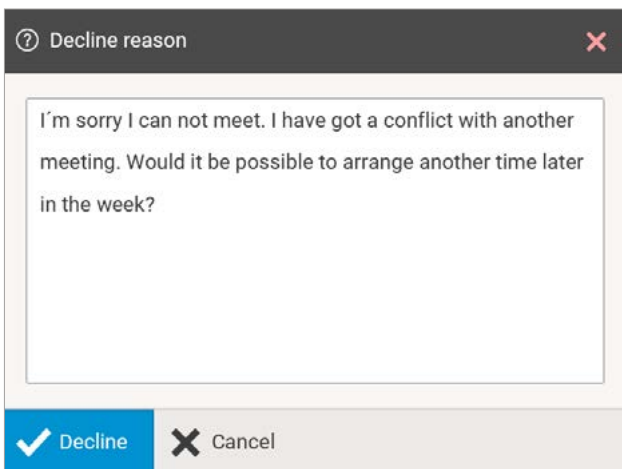 Decline reason
I´m sorry I can not meet. I have got a conflict with another
meeting. Would it be possible to arrange another time later
in the week?
Decline
Cancel